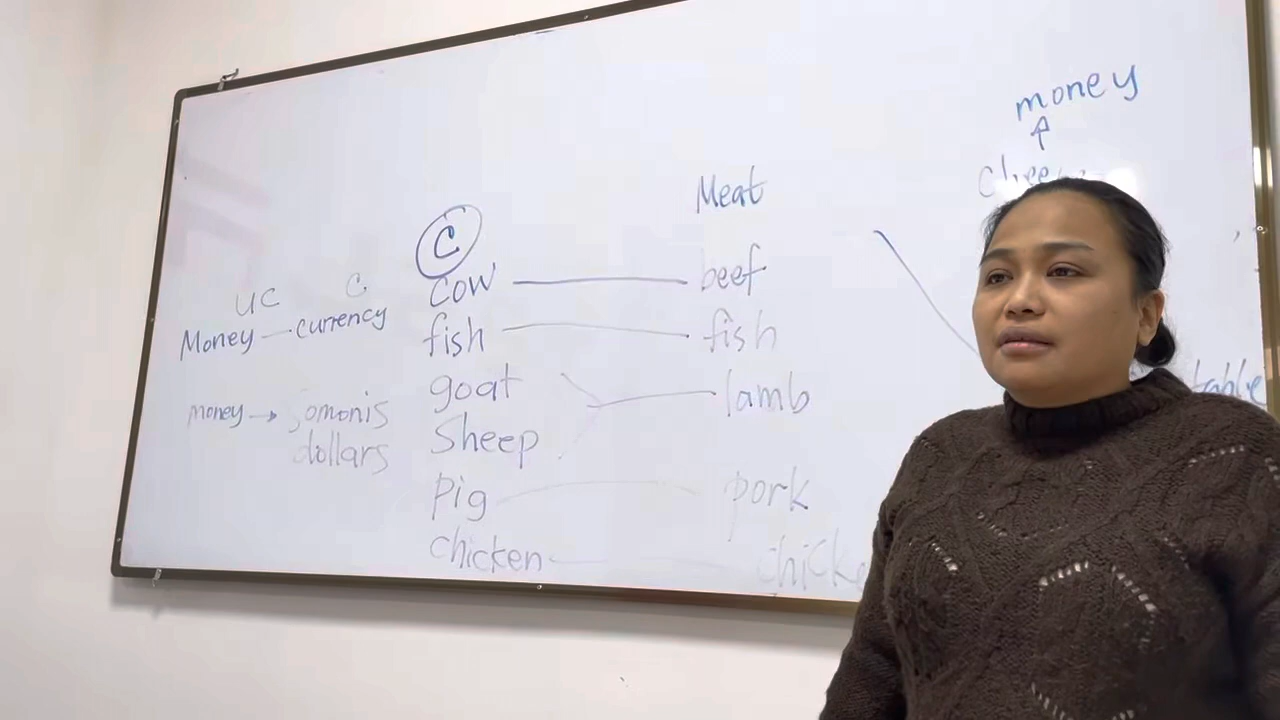 money
Meat
C
UC C
Cow beef
Money currency
fish fish
goat lamb
money → somonis
dollars
Sheep
pig pork
chicken